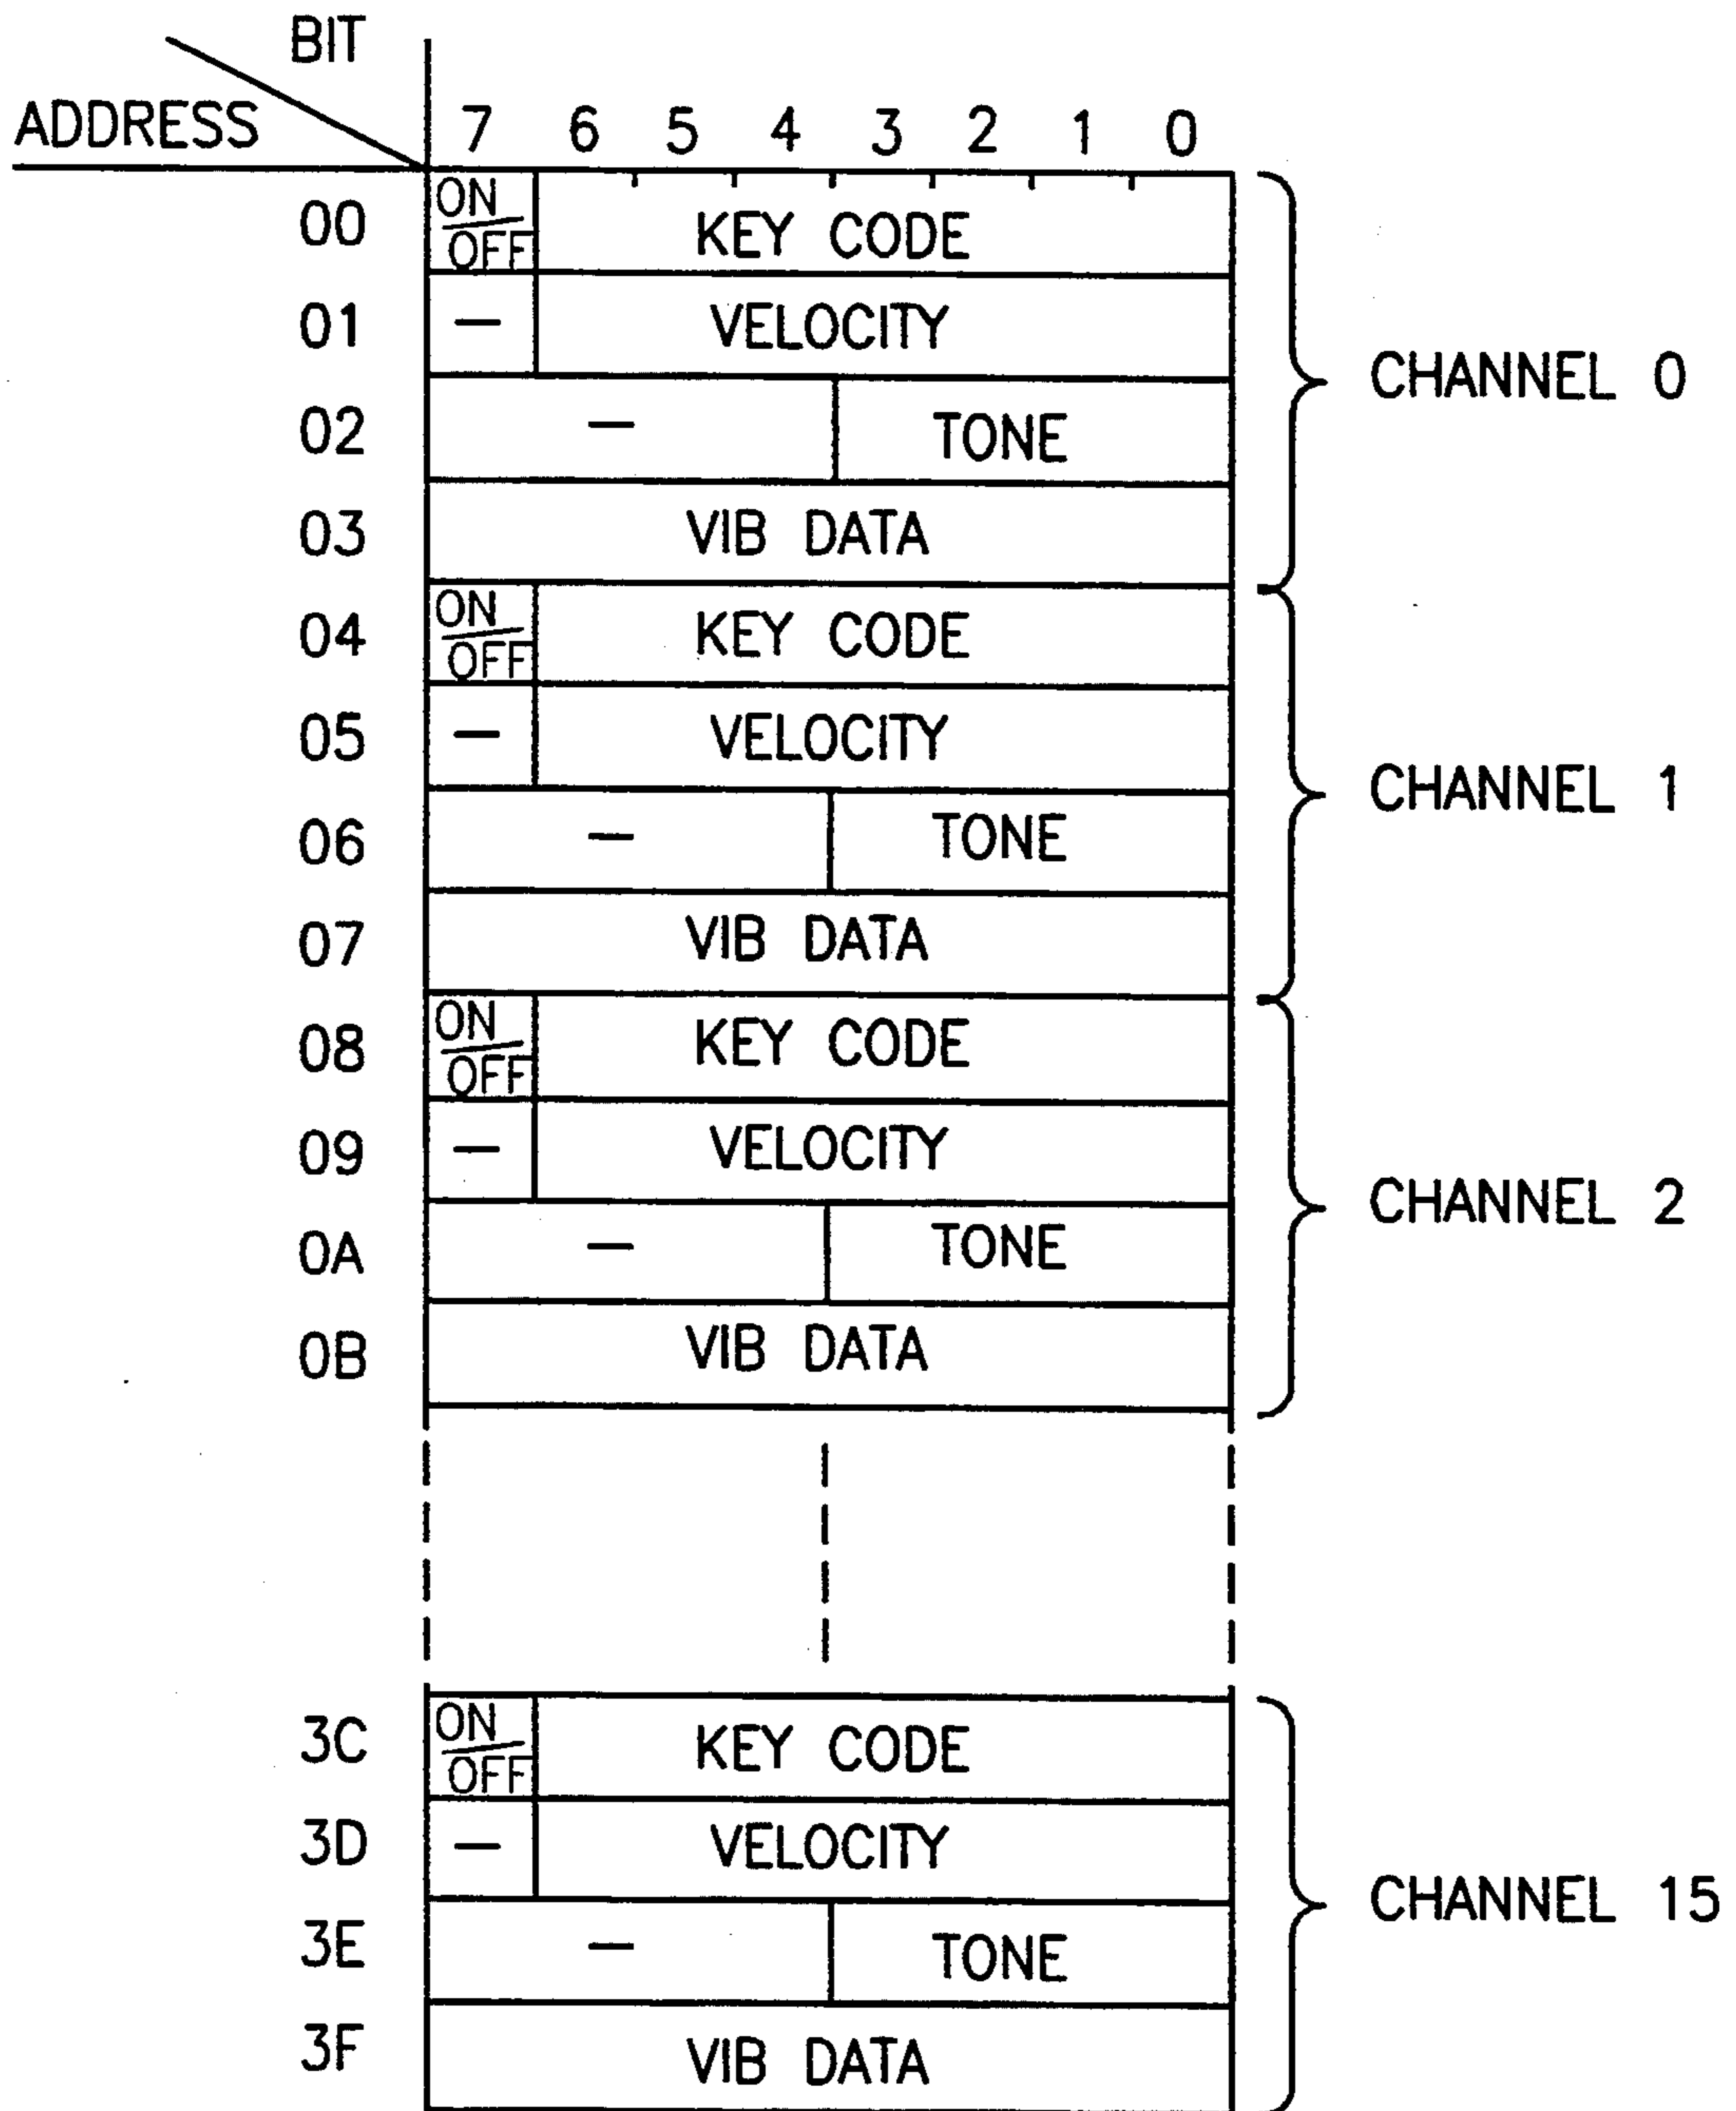 BIT
ADDRESS
7 6 5 4 3 2 1 0
00 ON/OFF KEY CODE
01 — VELOCITY
CHANNEL 0
02 — TONE
03 VIB DATA
04 ON/OFF KEY CODE
05 — VELOCITY
CHANNEL 1
06 — TONE
07 VIB DATA
08 ON/OFF KEY CODE
09 — VELOCITY
CHANNEL 2
0A — TONE
0B VIB DATA
3C ON/OFF KEY CODE
3D — VELOCITY
CHANNEL 15
3E — TONE
3F VIB DATA